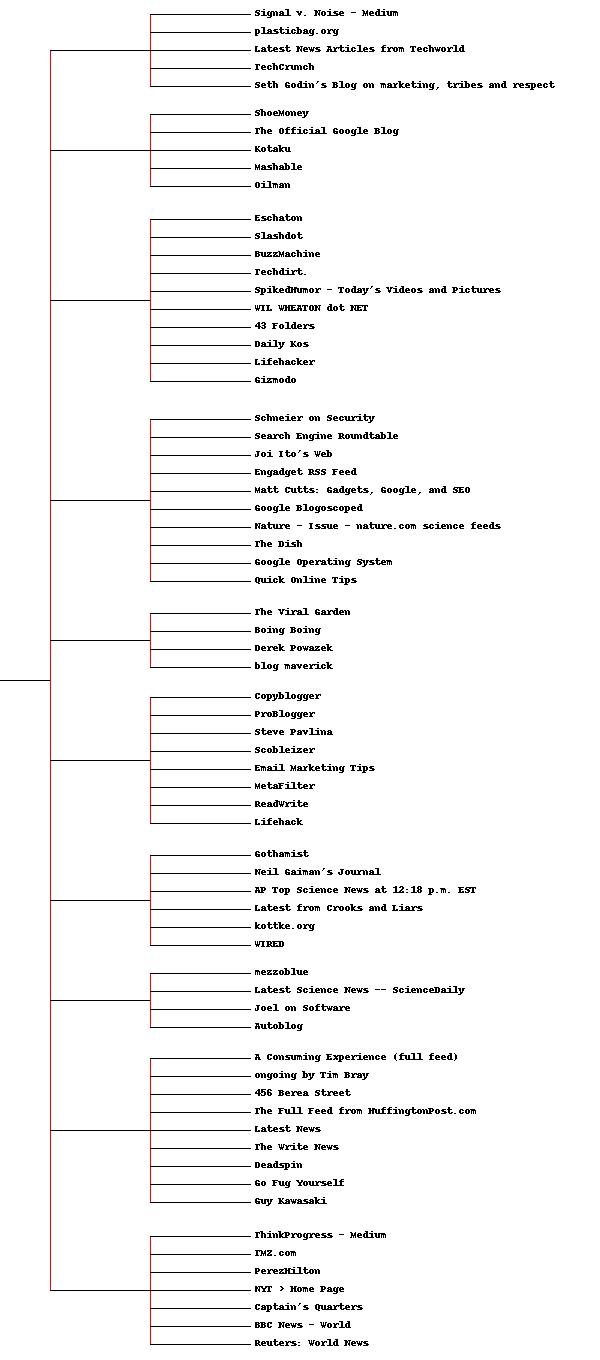 Signal v. Noise - Medium
plasticbag.org
Latest News Articles from Techworld
TechCrunch
Seth Godin's Blog on marketing, tribes and respect
ShoeMoney
The Official Google Blog
Kotaku
Mashable
Oilman
Eschaton
Slashdot
BuzzMachine
Techdirt.
SpikedHumor - Today's Videos and Pictures
WIL WHEATON dot NET
43 Folders
Daily Kos
Lifehacker
Gizmodo
Schneier on Security
Search Engine Roundtable
Joi Ito's Web
Engadget RSS Feed
Matt Cutts: Gadgets, Google, and SEO
Google Blogoscoped
Nature - Issue - nature.com science feeds
The Dish
Google Operating System
Quick Online Tips
The Viral Garden
Boing Boing
Derek Powazek
blog maverick
Copyblogger
ProBlogger
Steve Pavlina
Scobleizer
Email Marketing Tips
MetaFilter
ReadWrite
Lifehack
Gothamist
Neil Gaiman's Journal
AP Top Science News at 12:18 p.m. EST
Latest from Crooks and Liars
kottke.org
WIRED
mezzoblue
Latest Science News -- ScienceDaily
Joel on Software
Autoblog
A Consuming Experience (full feed)
ongoing by Tim Bray
456 Berea Street
The Full Feed from HuffingtonPost.com
Latest News
The Write News
Deadspin
Go Fug Yourself
Guy Kawasaki
ThinkProgress - Medium
TMZ.com
PerezHilton
NYT > Home Page
Captain's Quarters
BBC News - World
Reuters: World News